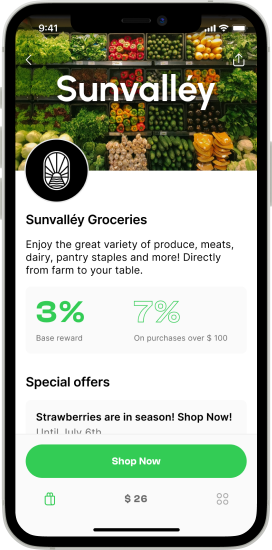 9:41
Sunvalléy
Sunvalléy Groceries
Enjoy the great variety of produce, meats,
dairy, pantry staples and more! Directly
from farm to your table.
3% 7%
Base reward On purchases over $ 100
Special offers
Strawberries are in season! Shop Now!
Until July 6th
Shop Now
$ 26